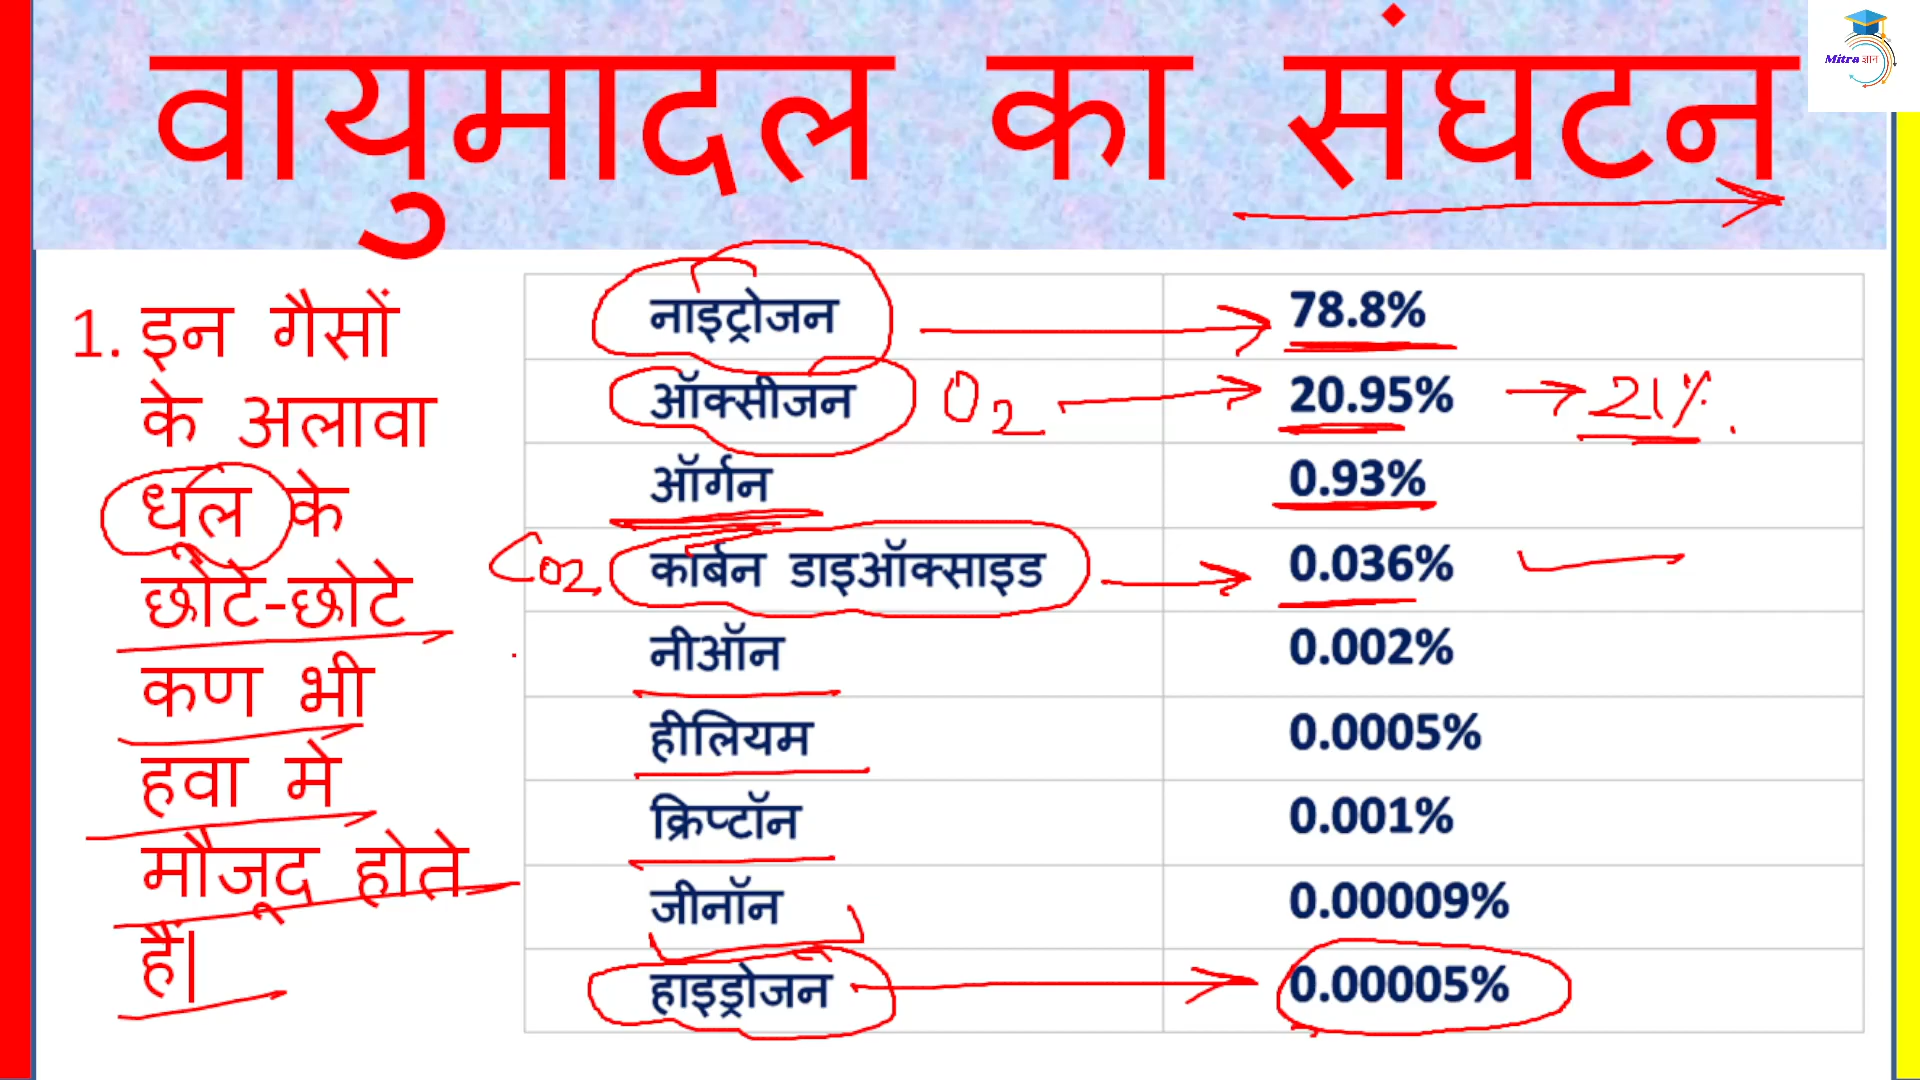 वायुमादल का संघटन
Mitra ज्ञान
1. इन गैसों
के अलावा
धूल के
छोटे-छोटे
कण भी
हवा मे
मौजूद होते
हैं|
नाइट्रोजन 78.8%
ऑक्सीजन O2 20.95% → 21%.
ऑर्गन 0.93%
CO2. कार्बन डाइऑक्साइड 0.036%
नीऑन 0.002%
हीलियम 0.0005%
क्रिप्टॉन 0.001%
जीनॉन 0.00009%
हाइड्रोजन 0.00005%